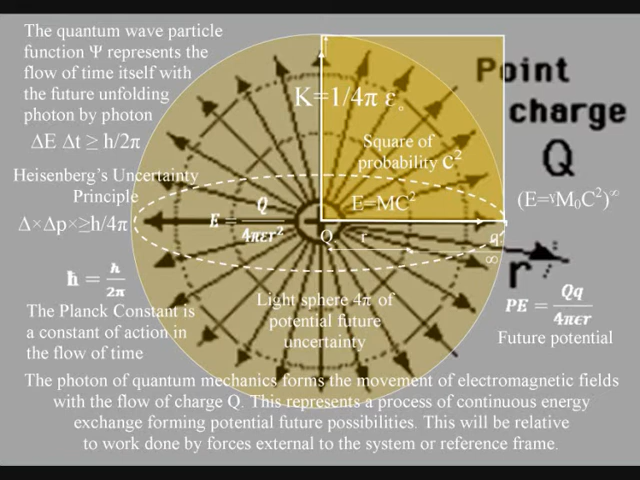 The quantum wave particle
function Ψ represents the
flow of time itself with
the future unfolding
photon by photon
ΔE Δt ≥ h/2π
Heisenberg's Uncertainty
Principle
Δ×Δp×≥h/4π
ħ = h/2π
The Planck Constant is
a constant of action in
the flow of time
K=1/4π ε°
Square of
probability C²
E=MC²
E = Q/4πεr²
Q r q
∞
Light sphere 4π of
potential future
uncertainty
Point
charge
Q
(E=γM₀C²)∞
r
PE = Qq/4πϵr
Future potential
The photon of quantum mechanics forms the movement of electromagnetic fields
with the flow of charge Q. This represents a process of continuous energy
exchange forming potential future possibilities. This will be relative
to work done by forces external to the system or reference frame.